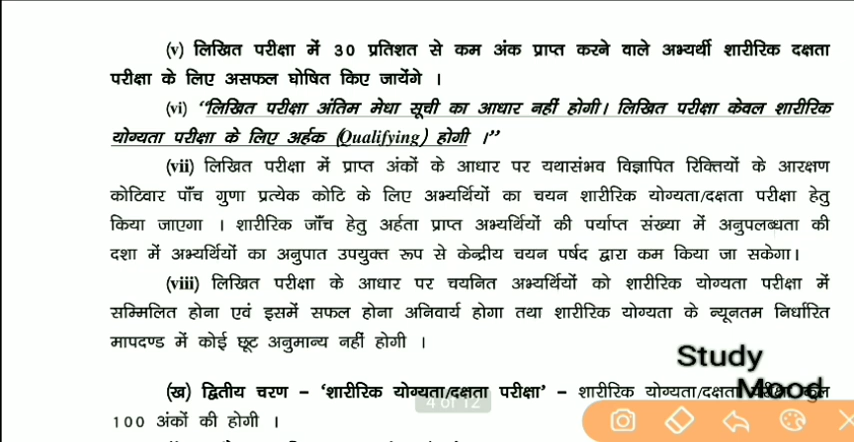 (v) लिखित परीक्षा में 30 प्रतिशत से कम अंक प्राप्त करने वाले अभ्यर्थी शारीरिक दक्षता
परीक्षा के लिए असफल घोषित किए जायेंगे ।
(vi) “लिखित परीक्षा अंतिम मेधा सूची का आधार नहीं होगी। लिखित परीक्षा केवल शारीरिक
योग्यता परीक्षा के लिए अर्हक (Qualifying) होगी ।”
(vii) लिखित परीक्षा में प्राप्त अंकों के आधार पर यथासंभव विज्ञापित रिक्तियों के आरक्षण
कोटिवार पाँच गुणा प्रत्येक कोटि के लिए अभ्यर्थियों का चयन शारीरिक योग्यता/दक्षता परीक्षा हेतु
किया जाएगा । शारीरिक जाँच हेतु अर्हता प्राप्त अभ्यर्थियों की पर्याप्त संख्या में अनुपलब्धता की
दशा में अभ्यर्थियों का अनुपात उपयुक्त रूप से केन्द्रीय चयन पर्षद द्वारा कम किया जा सकेगा।
(viii) लिखित परीक्षा के आधार पर चयनित अभ्यर्थियों को शारीरिक योग्यता परीक्षा में
सम्मिलित होना एवं इसमें सफल होना अनिवार्य होगा तथा शारीरिक योग्यता के न्यूनतम निर्धारित
मापदण्ड में कोई छूट अनुमान्य नहीं होगी ।
Study
Mood
(ख) द्वितीय चरण – ‘शारीरिक योग्यता/दक्षता परीक्षा’ – शारीरिक योग्यता/दक्षता परीक्षा कुल
4 of 12
100 अंकों की होगी ।